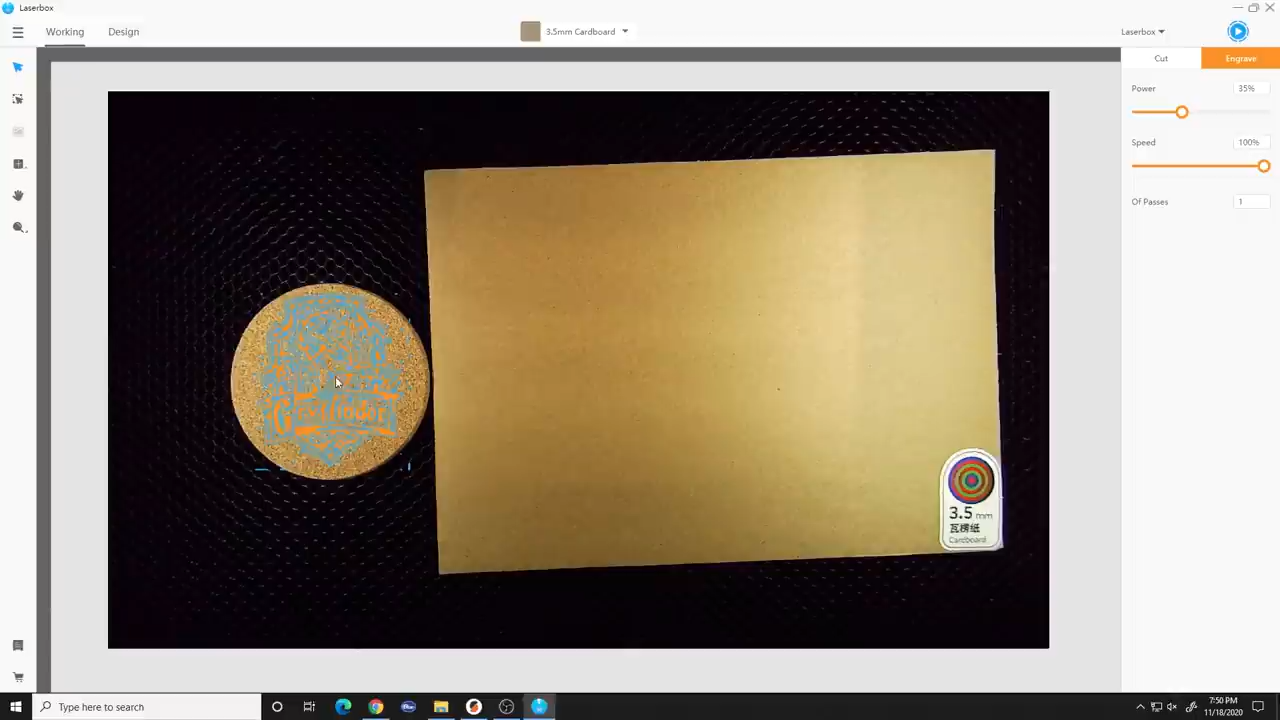 Laserbox
Working
Design
3.5mm Cardboard
Laserbox
Cut
Engrave
Power
35%
Speed
100%
Of Passes
1
Gryffindor
3.5 mm
瓦楞纸
Cardboard
Type here to search
7:50 PM
11/18/2020